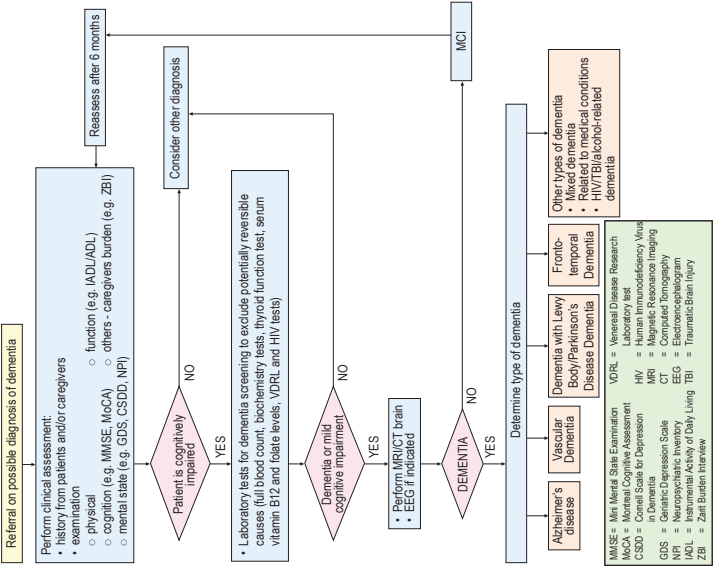 Referral on possible diagnosis of dementia
Perform clinical assessment:
• history from patients and/or caregivers
• examination
○ physical
○ function (e.g. IADL/ADL)
○ cognition (e.g. MMSE, MoCA)
○ others - caregivers burden (e.g. ZBI)
○ mental state (e.g. GDS, CSDD, NPI)
Reassess after 6 months
Patient is cognitively
impaired
NO
Consider other diagnosis
YES
• Laboratory tests for dementia screening to exclude potentially reversible
causes (full blood count, biochemistry tests, thyroid function test, serum
vitamin B12 and folate levels, VDRL and HIV tests)
Dementia or mild
cognitive impairment
NO
YES
• Perform MRI/CT brain
• EEG if indicated
DEMENTIA
NO
MCI
YES
Determine type of dementia
Alzheimer's
disease
Vascular
Dementia
Dementia with Lewy
Body/Parkinson's
Disease Dementia
Fronto-
temporal
Dementia
Other types of dementia
• Mixed dementia
• Related to medical conditions
• HIV/TBI/alcohol-related
dementia
MMSE = Mini Mental State Examination
MoCA = Montreal Cognitive Assessment
CSDD = Cornell Scale for Depression
in Dementia
GDS = Geriatric Depression Scale
NPI = Neuropsychiatric Inventory
IADL = Instrumental Activity of Daily Living
ZBI = Zarit Burden Interview
VDRL = Venereal Disease Research
Laboratory test
HIV = Human Immunodeficiency Virus
MRI = Magnetic Resonance Imaging
CT = Computed Tomography
EEG = Electroencephalogram
TBI = Traumatic Brain Injury